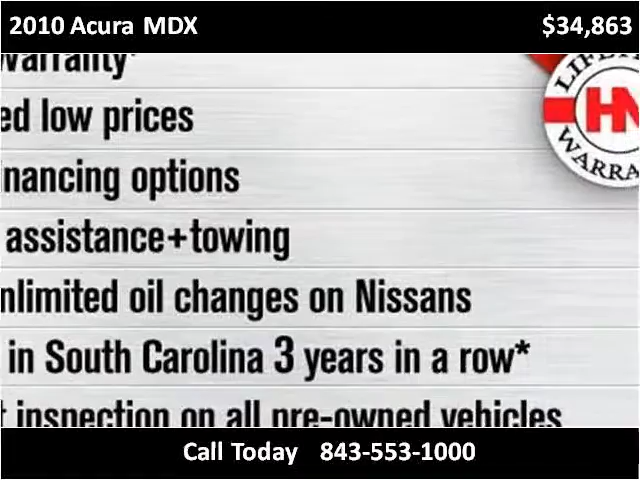 2010 Acura MDX $34,863
warranty*
ed low prices
nancing options
assistance+towing
nlimited oil changes on Nissans
in South Carolina 3 years in a row*
inspection on all pre-owned vehicles
HN
WARRA
Call Today 843-553-1000